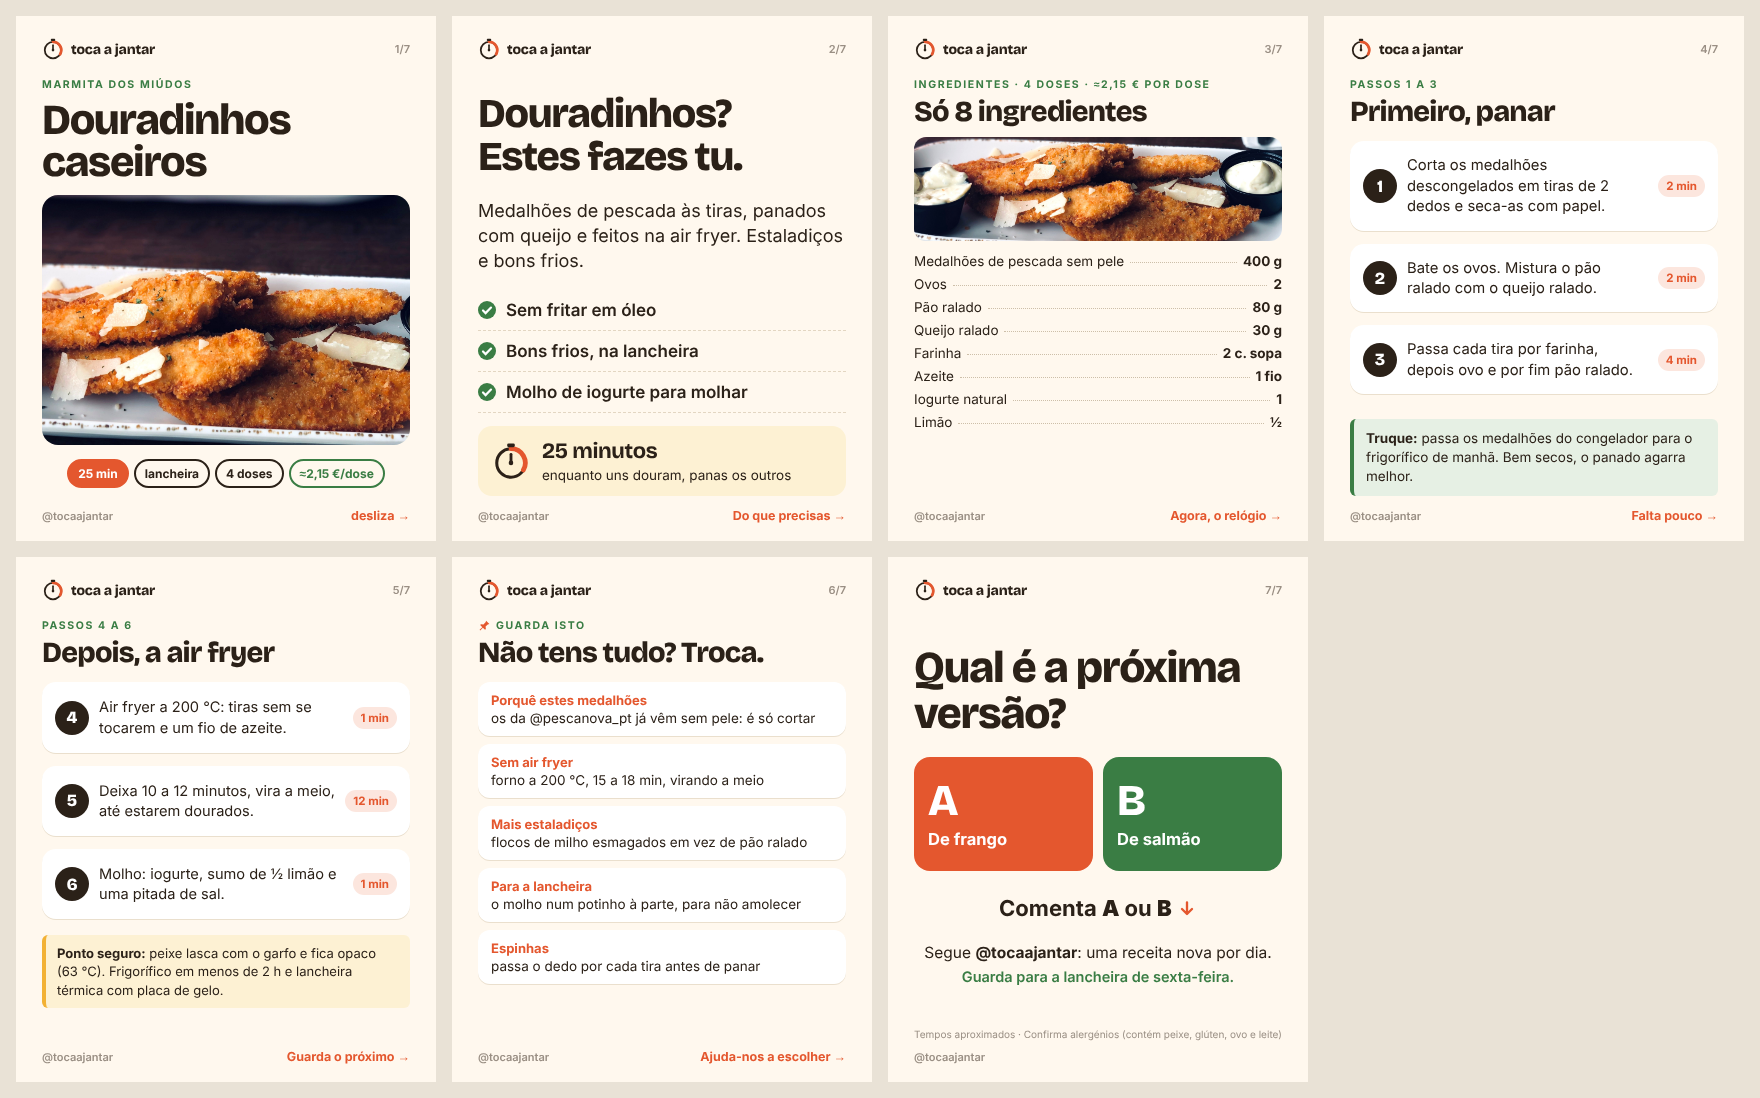 toca a jantar
1/7
MARMITA DOS MIÚDOS
Douradinhos
caseiros
25 min
lancheira
4 doses
≈2,15 €/dose
@tocaajantar
desliza →
toca a jantar
2/7
Douradinhos?
Estes fazes tu.
Medalhões de pescada às tiras, panados
com queijo e feitos na air fryer. Estaladiços
e bons frios.
Sem fritar em óleo
Bons frios, na lancheira
Molho de iogurte para molhar
25 minutos
enquanto uns douram, panas os outros
@tocaajantar
Do que precisas →
toca a jantar
3/7
INGREDIENTES · 4 DOSES · ≈2,15 € POR DOSE
Só 8 ingredientes
Medalhões de pescada sem pele 400 g
Ovos 2
Pão ralado 80 g
Queijo ralado 30 g
Farinha 2 c. sopa
Azeite 1 fio
Iogurte natural 1
Limão ½
@tocaajantar
Agora, o relógio →
toca a jantar
4/7
PASSOS 1 A 3
Primeiro, panar
1
Corta os medalhões
descongelados em tiras de 2
dedos e seca-as com papel.
2 min
2
Bate os ovos. Mistura o pão
ralado com o queijo ralado.
2 min
3
Passa cada tira por farinha,
depois ovo e por fim pão ralado.
4 min
Truque: passa os medalhões do congelador para o
frigorífico de manhã. Bem secos, o panado agarra
melhor.
@tocaajantar
Falta pouco →
toca a jantar
5/7
PASSOS 4 A 6
Depois, a air fryer
4
Air fryer a 200 °C: tiras sem se
tocarem e um fio de azeite.
1 min
5
Deixa 10 a 12 minutos, vira a meio,
até estarem dourados.
12 min
6
Molho: iogurte, sumo de ½ limão e
uma pitada de sal.
1 min
Ponto seguro: peixe lasca com o garfo e fica opaco
(63 °C). Frigorífico em menos de 2 h e lancheira
térmica com placa de gelo.
@tocaajantar
Guarda o próximo →
toca a jantar
6/7
GUARDA ISTO
Não tens tudo? Troca.
Porquê estes medalhões
os da @pescanova_pt já vêm sem pele: é só cortar
Sem air fryer
forno a 200 °C, 15 a 18 min, virando a meio
Mais estaladiços
flocos de milho esmagados em vez de pão ralado
Para a lancheira
o molho num potinho à parte, para não amolecer
Espinhas
passa o dedo por cada tira antes de panar
@tocaajantar
Ajuda-nos a escolher →
toca a jantar
7/7
Qual é a próxima
versão?
A
De frango
B
De salmão
Comenta A ou B ↓
Segue @tocaajantar: uma receita nova por dia.
Guarda para a lancheira de sexta-feira.
Tempos aproximados · Confirma alergénios (contém peixe, glúten, ovo e leite)
@tocaajantar